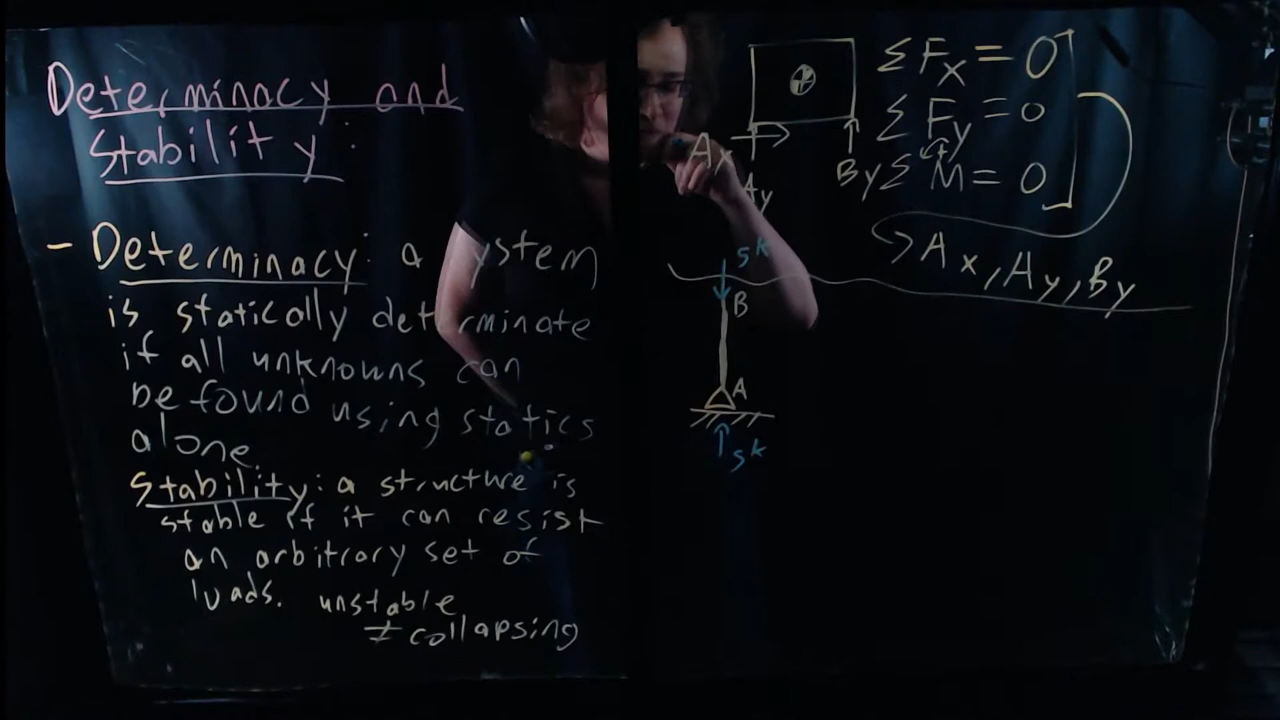 Determinacy and
Stability:
- Determinacy: a system
is statically determinate
if all unknowns can
be found using statics
alone.
Stability: a structure is
stable if it can resist
an arbitrary set of
loads. unstable
≠ collapsing
ΣFx = 0
ΣFy = 0
ΣM = 0
Ax
Ay
By
Ax, Ay, By
5k
B
A
5k